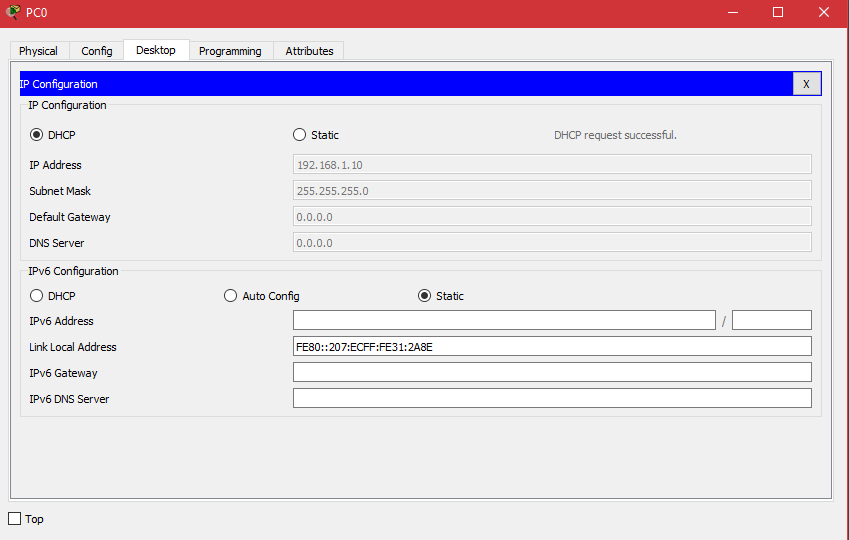 PC0
Physical Config Desktop Programming Attributes
IP Configuration X
IP Configuration
DHCP Static DHCP request successful.
IP Address 192.168.1.10
Subnet Mask 255.255.255.0
Default Gateway 0.0.0.0
DNS Server 0.0.0.0
IPv6 Configuration
DHCP Auto Config Static
IPv6 Address /
Link Local Address FE80::207:ECFF:FE31:2A8E
IPv6 Gateway
IPv6 DNS Server
Top